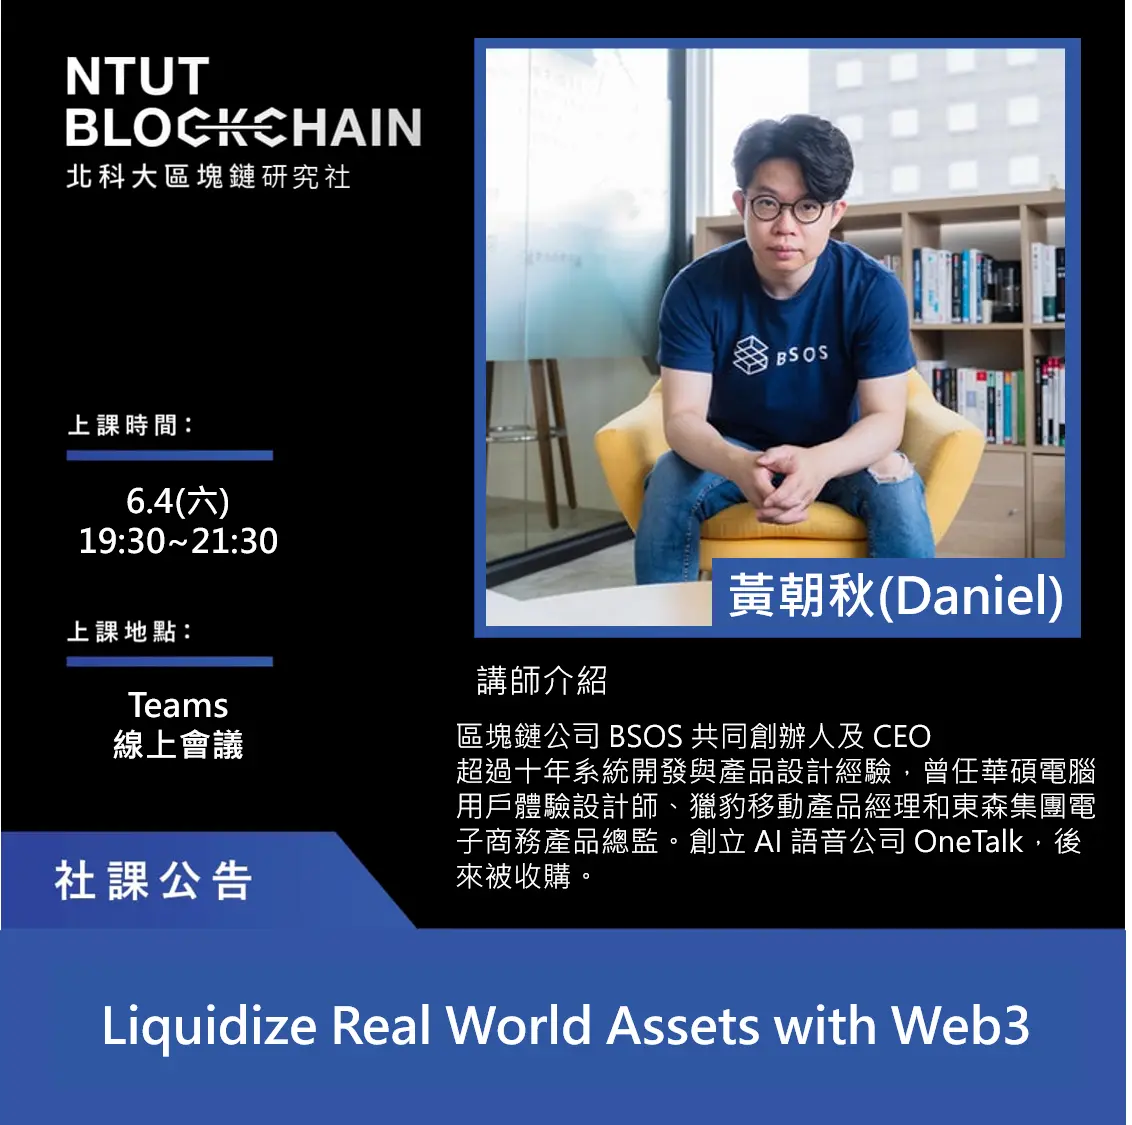 NTUT
BLOCKCHAIN
北科大區塊鏈研究社
上課時間：
6.4(六)
19:30~21:30
上課地點：
Teams
線上會議
BSOS
黃朝秋(Daniel)
講師介紹
區塊鏈公司 BSOS 共同創辦人及 CEO
超過十年系統開發與產品設計經驗，曾任華碩電腦
用戶體驗設計師、獵豹移動產品經理和東森集團電
子商務產品總監。創立 AI 語音公司 OneTalk，後
來被收購。
社課公告
Liquidize Real World Assets with Web3